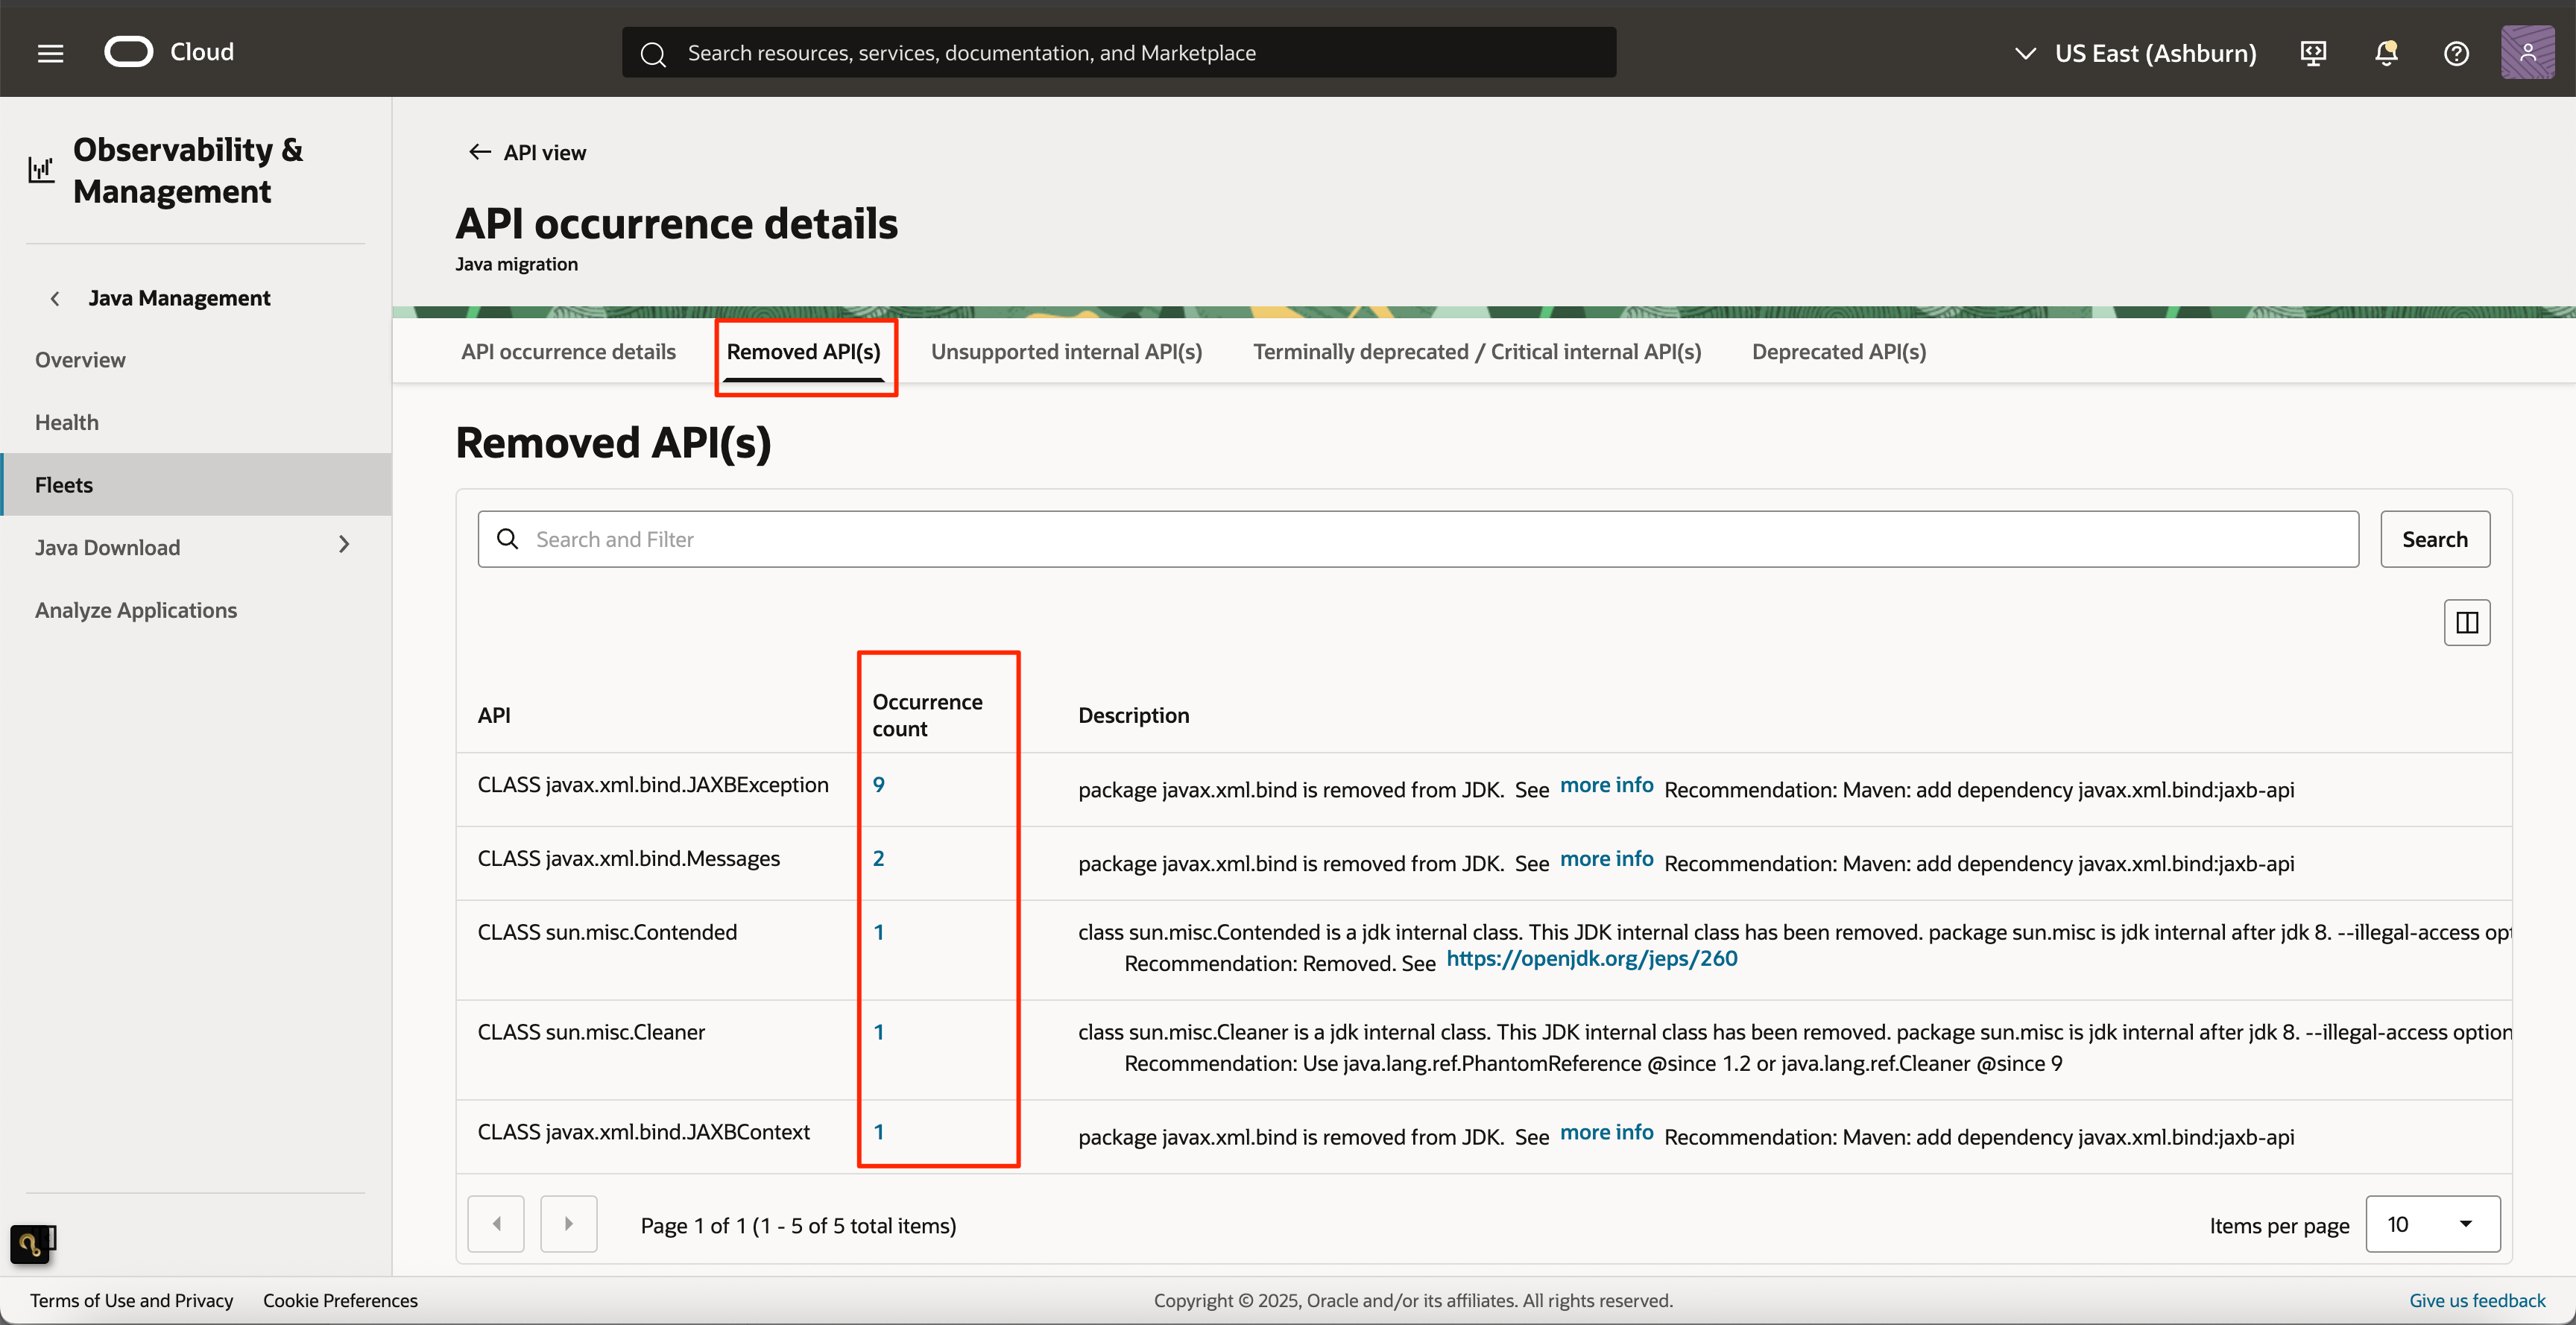 Cloud
Search resources, services, documentation, and Marketplace
US East (Ashburn)
Observability &
Management
Java Management
Overview
Health
Fleets
Java Download
Analyze Applications
API view
API occurrence details
Java migration
API occurrence details
Removed API(s)
Unsupported internal API(s)
Terminally deprecated / Critical internal API(s)
Deprecated API(s)
Removed API(s)
Search and Filter
Search
API
Occurrence
count
Description
CLASS javax.xml.bind.JAXBException
9
package javax.xml.bind is removed from JDK. See more info Recommendation: Maven: add dependency javax.xml.bind:jaxb-api
CLASS javax.xml.bind.Messages
2
package javax.xml.bind is removed from JDK. See more info Recommendation: Maven: add dependency javax.xml.bind:jaxb-api
CLASS sun.misc.Contended
1
class sun.misc.Contended is a jdk internal class. This JDK internal class has been removed. package sun.misc is jdk internal after jdk 8. --illegal-access opt
Recommendation: Removed. See https://openjdk.org/jeps/260
CLASS sun.misc.Cleaner
1
class sun.misc.Cleaner is a jdk internal class. This JDK internal class has been removed. package sun.misc is jdk internal after jdk 8. --illegal-access option
Recommendation: Use java.lang.ref.PhantomReference @since 1.2 or java.lang.ref.Cleaner @since 9
CLASS javax.xml.bind.JAXBContext
1
package javax.xml.bind is removed from JDK. See more info Recommendation: Maven: add dependency javax.xml.bind:jaxb-api
Page 1 of 1 (1 - 5 of 5 total items)
Items per page
10
Terms of Use and Privacy
Cookie Preferences
Copyright © 2025, Oracle and/or its affiliates. All rights reserved.
Give us feedback